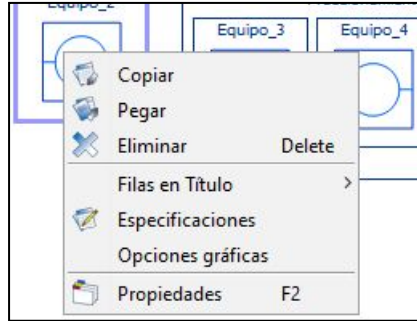 Equipo_2
Equipo_3
Equipo_4
Copiar
Pegar
Eliminar Delete
Filas en Título >
Especificaciones
Opciones gráficas
Propiedades F2